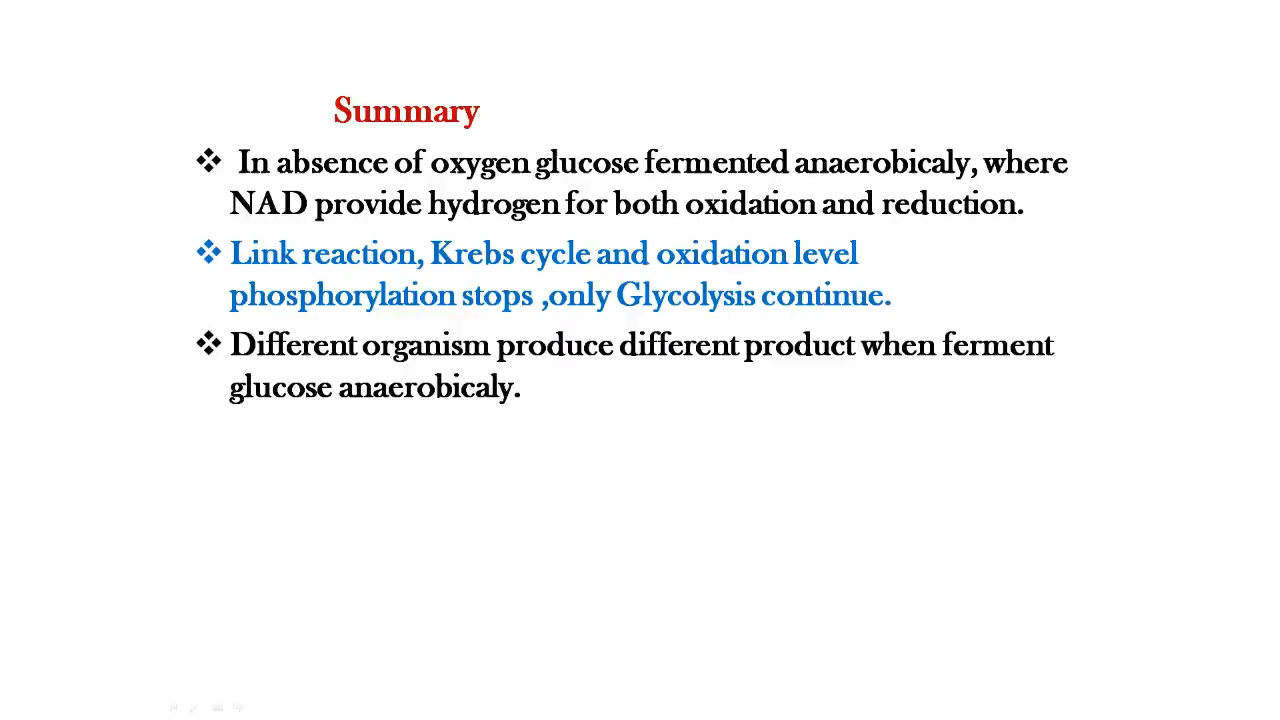 Summary
❖ In absence of oxygen glucose fermented anaerobicaly, where
NAD provide hydrogen for both oxidation and reduction.
❖ Link reaction, Krebs cycle and oxidation level
phosphorylation stops ,only Glycolysis continue.
❖ Different organism produce different product when ferment
glucose anaerobicaly.